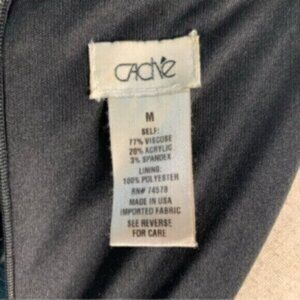 CACHÉ
M
SELF:
77% VISCOSE
20% ACRYLIC
3% SPANDEX
LINING:
100% POLYESTER
RN# 74579
MADE IN USA
IMPORTED FABRIC
SEE REVERSE
FOR CARE